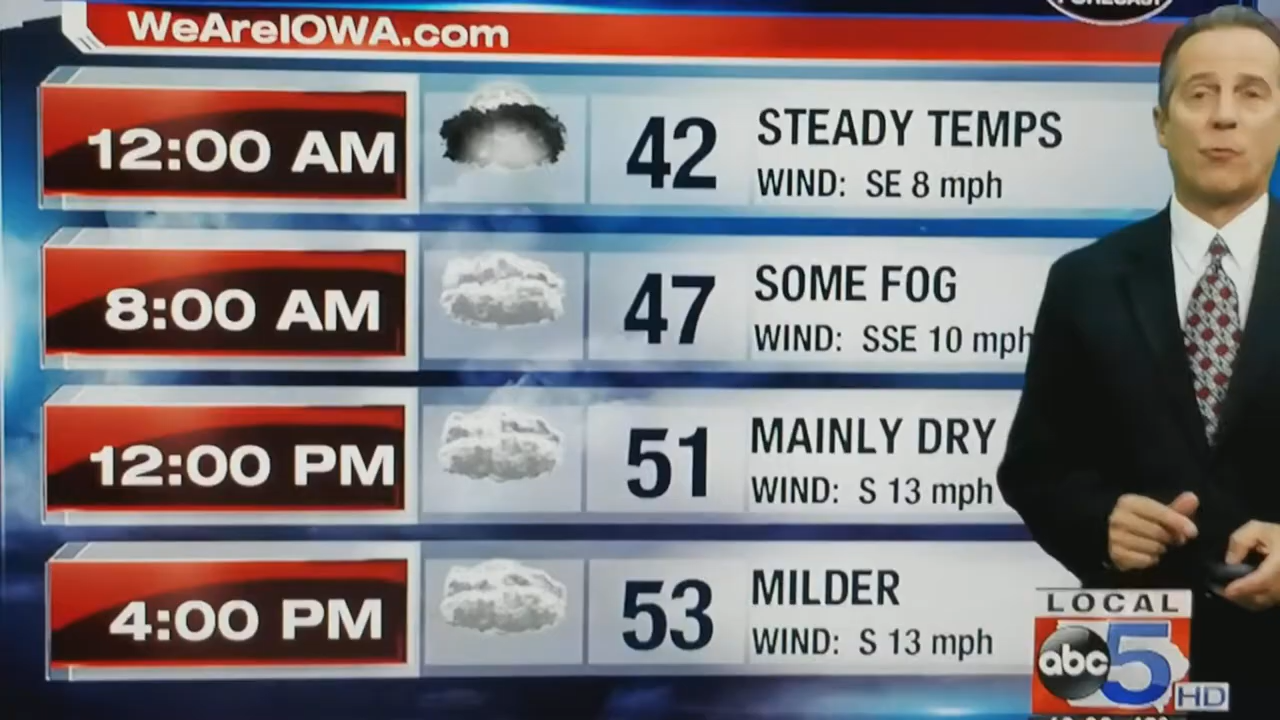 FORECAST
WeAreIOWA.com
12:00 AM
42
STEADY TEMPS
WIND: SE 8 mph
8:00 AM
47
SOME FOG
WIND: SSE 10 mph
12:00 PM
51
MAINLY DRY
WIND: S 13 mph
4:00 PM
53
MILDER
WIND: S 13 mph
LOCAL
abc 5
HD